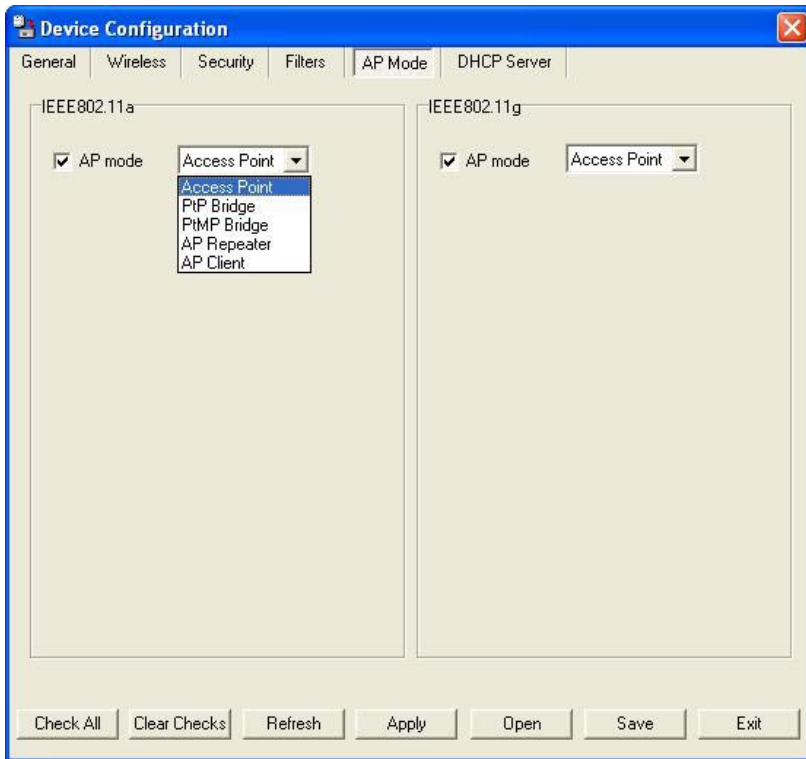 Device Configuration
General Wireless Security Filters AP Mode DHCP Server
IEEE802.11a
AP mode Access Point
Access Point
PtP Bridge
PtMP Bridge
AP Repeater
AP Client
IEEE802.11g
AP mode Access Point
Check All Clear Checks Refresh Apply Open Save Exit